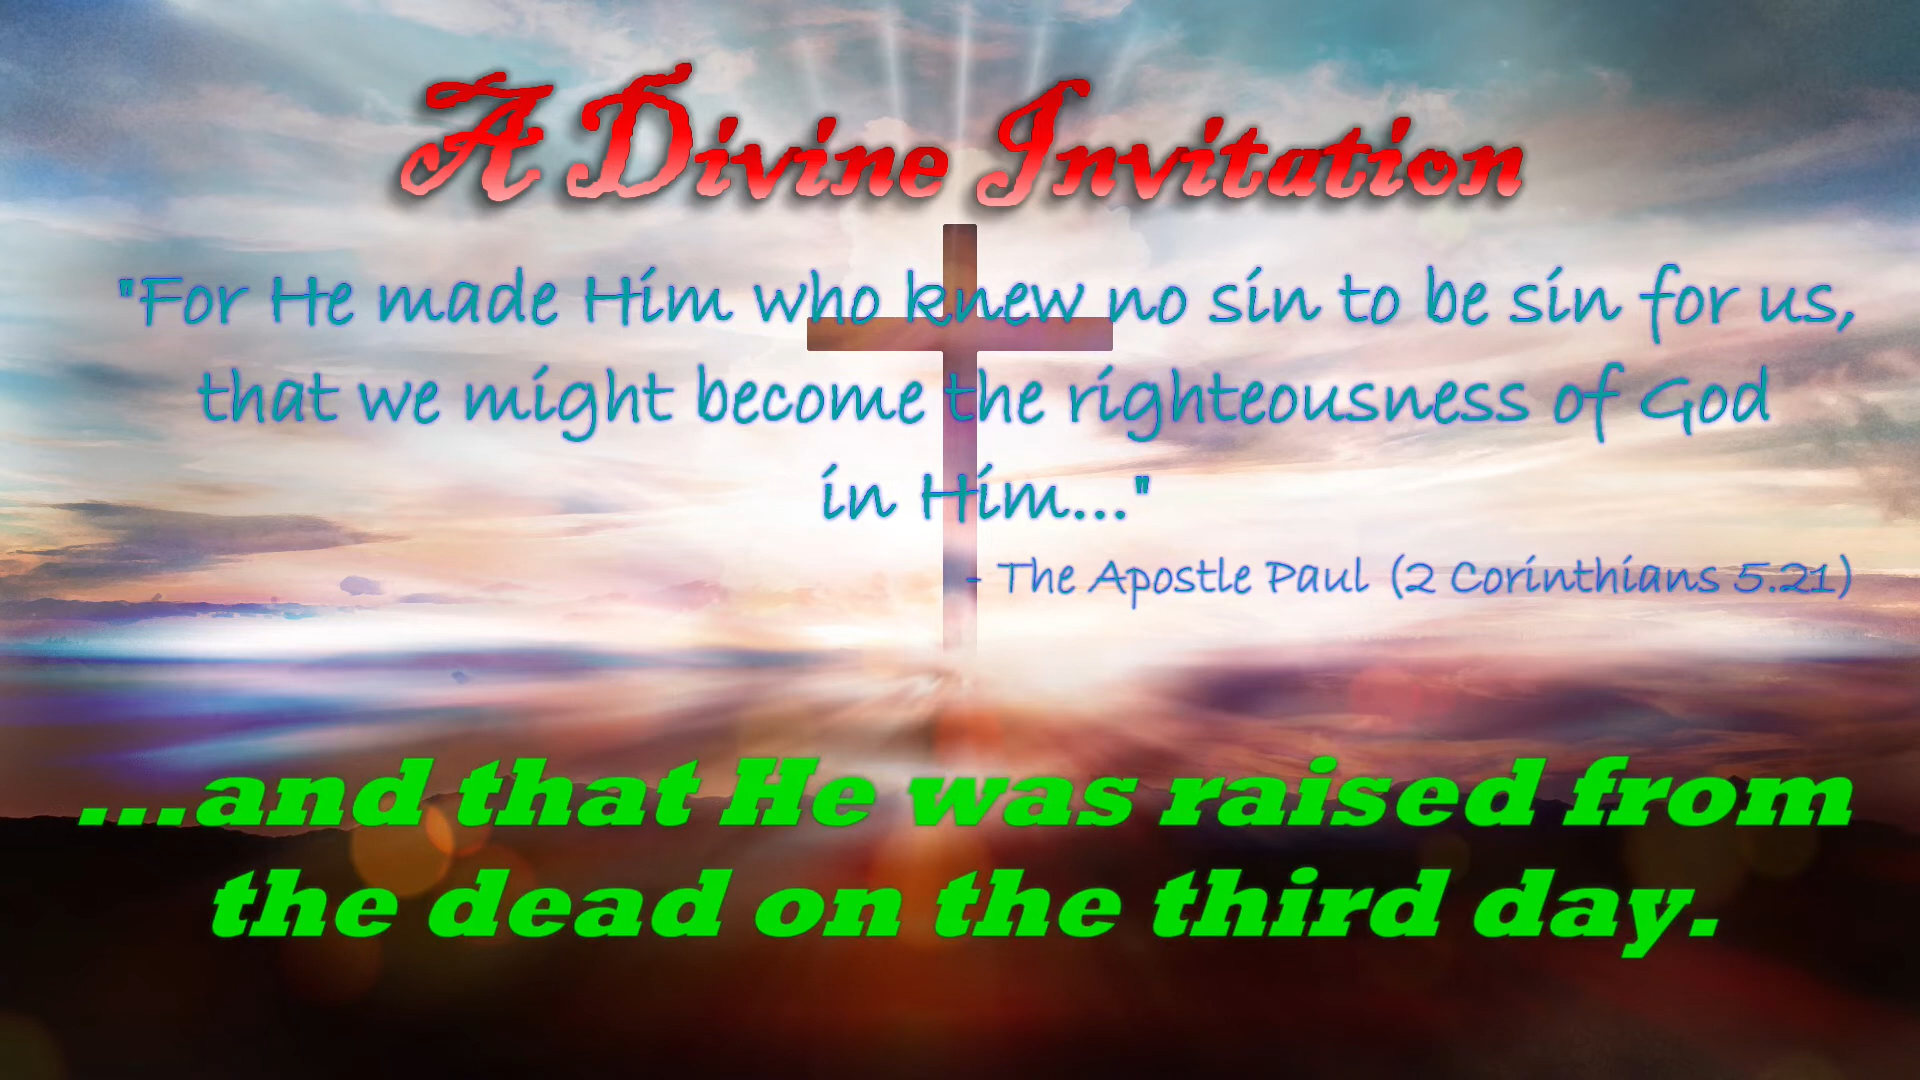 A Divine Invitation
"For He made Him who knew no sin to be sin for us,
that we might become the righteousness of God
in Him..."
- The Apostle Paul (2 Corinthians 5.21)
...and that He was raised from
the dead on the third day.